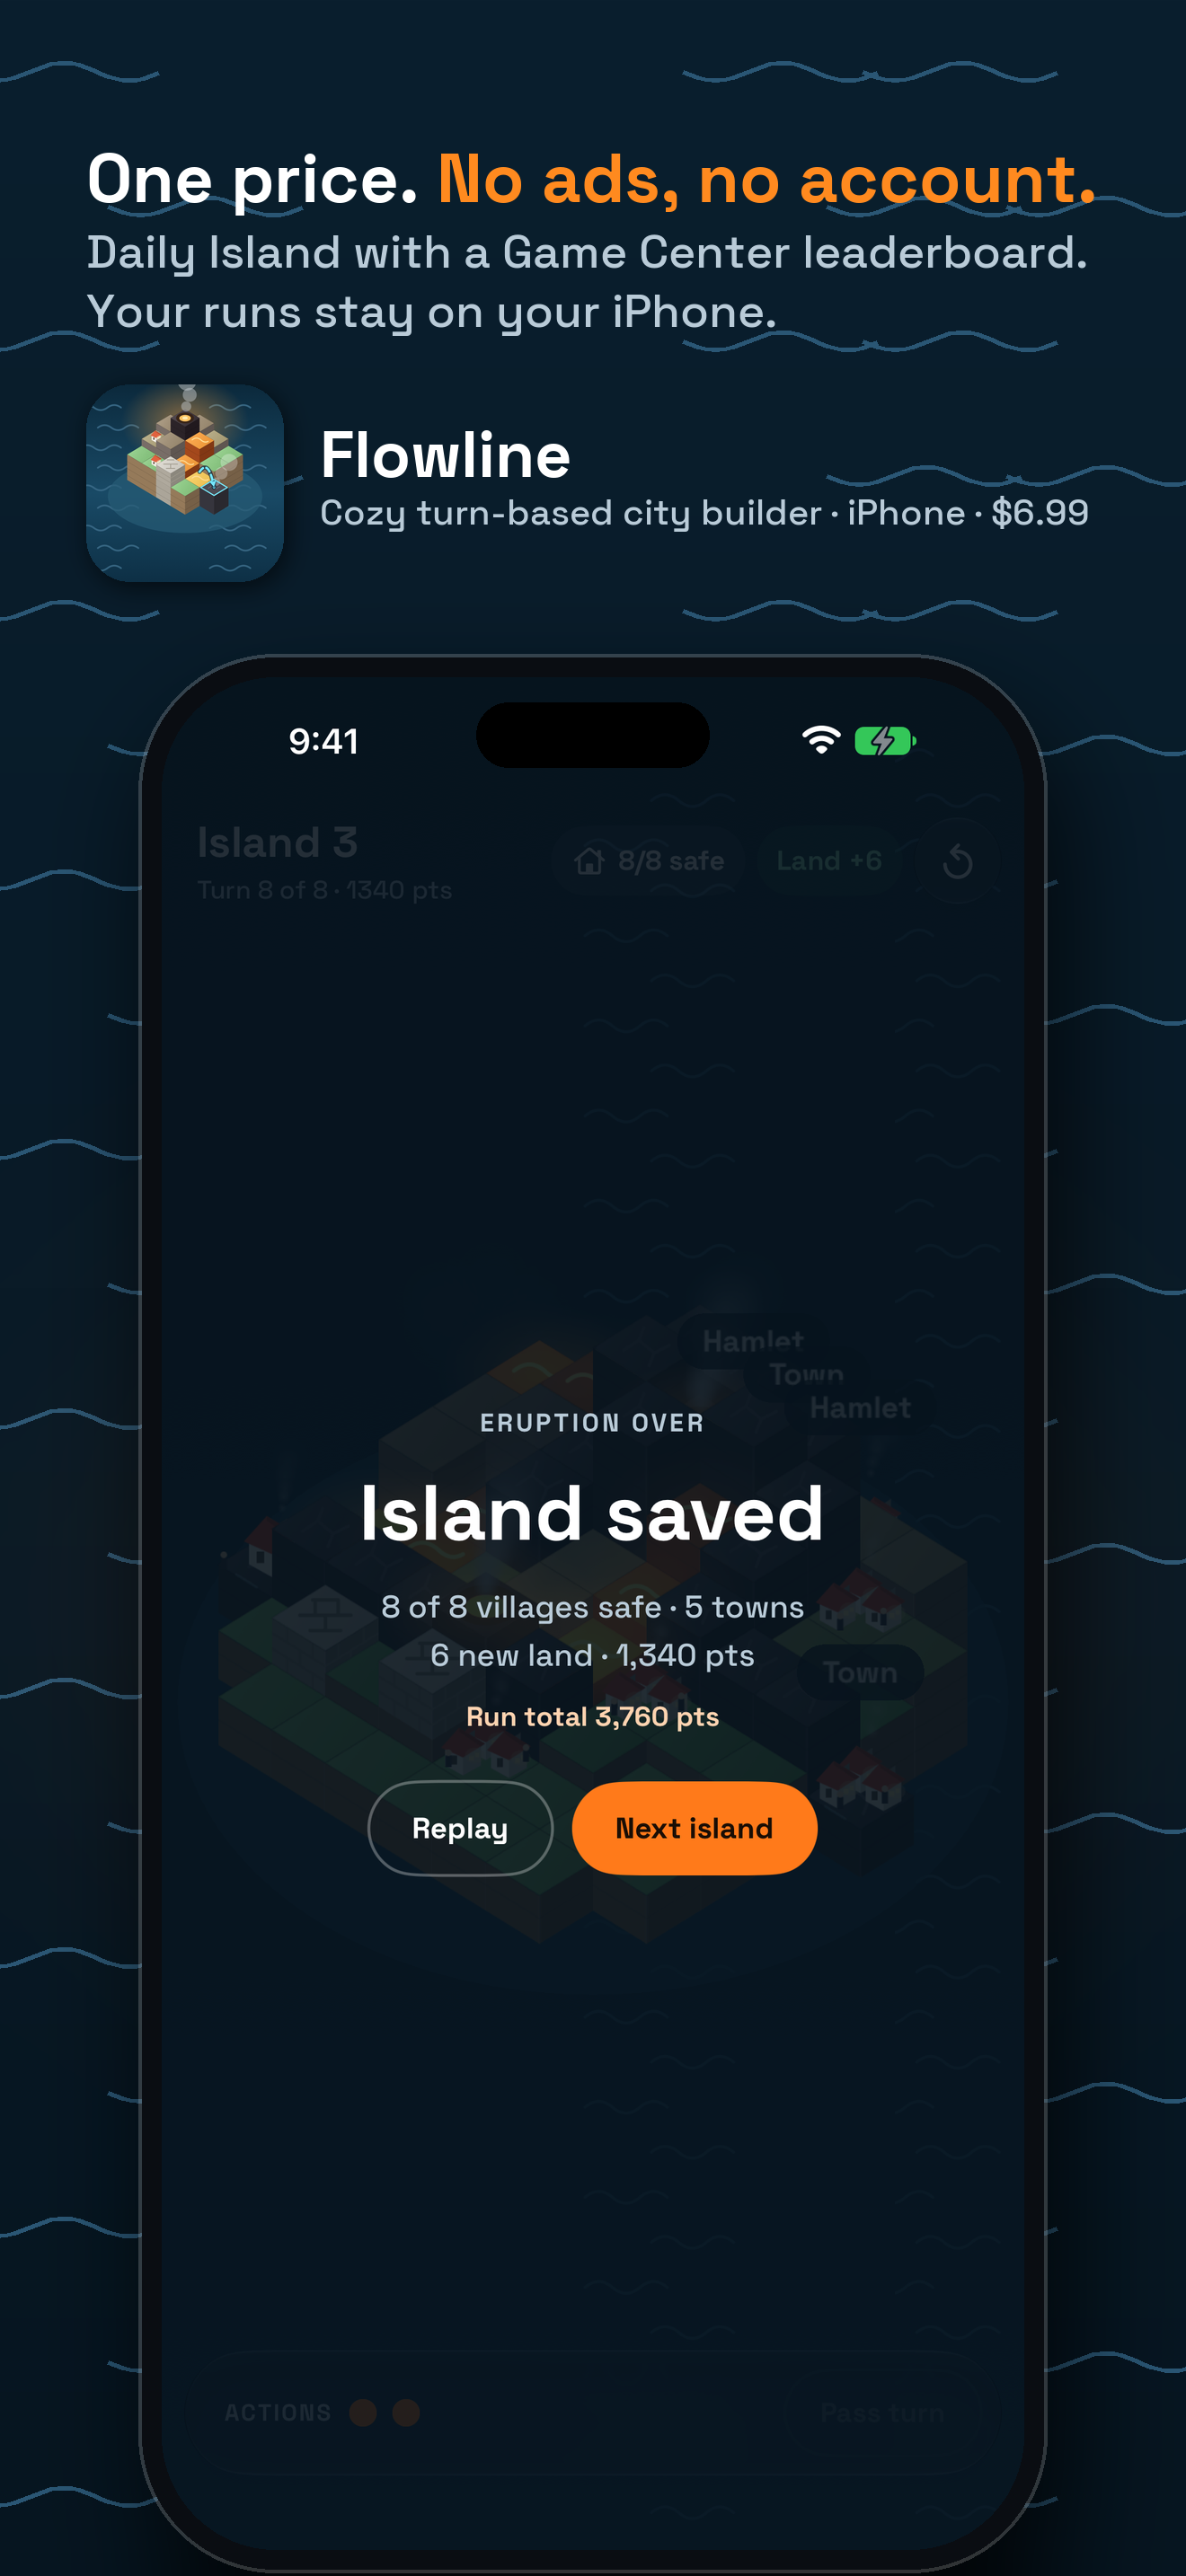 One price. No ads, no account.
Daily Island with a Game Center leaderboard.
Your runs stay on your iPhone.
Flowline
Cozy turn-based city builder · iPhone · $6.99
9:41
Island 3
8/8 safe
Land +6
Turn 8 of 8 · 1340 pts
Hamlet
Town
Hamlet
ERUPTION OVER
Island saved
8 of 8 villages safe · 5 towns
6 new land · 1,340 pts
Town
Run total 3,760 pts
Replay
Next island
ACTIONS
Pass turn